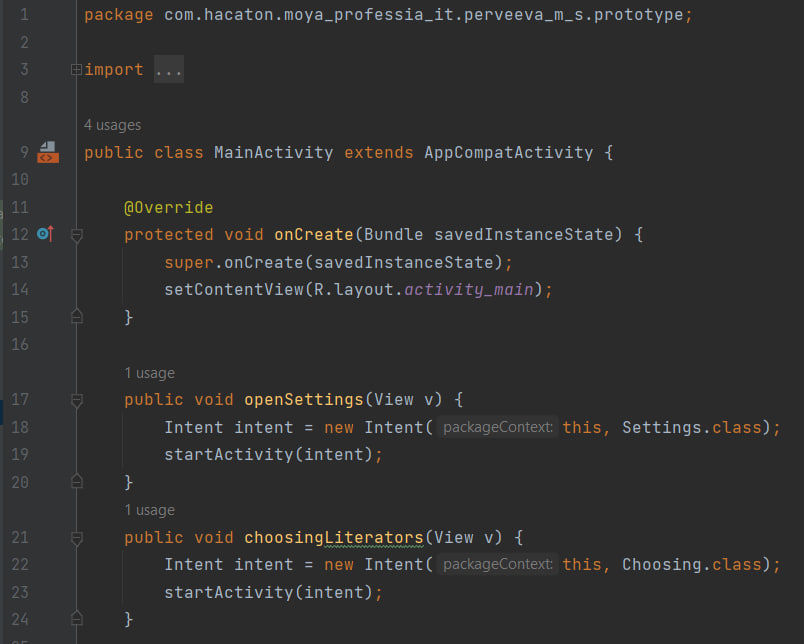 1 package com.hacaton.moya_professia_it.perveeva_m_s.prototype;
2
3 import ...
8
4 usages
9 public class MainActivity extends AppCompatActivity {
10
11 @Override
12 protected void onCreate(Bundle savedInstanceState) {
13 super.onCreate(savedInstanceState);
14 setContentView(R.layout.activity_main);
15 }
16
1 usage
17 public void openSettings(View v) {
18 Intent intent = new Intent( packageContext: this, Settings.class);
19 startActivity(intent);
20 }
1 usage
21 public void choosingLiterators(View v) {
22 Intent intent = new Intent( packageContext: this, Choosing.class);
23 startActivity(intent);
24 }